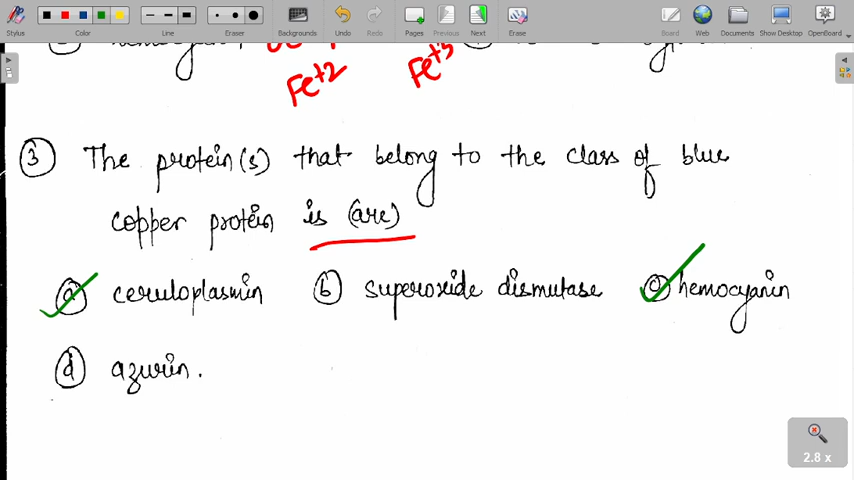 Stylus
Color
Line
Eraser
Backgrounds
Undo
Redo
Pages
Previous
Next
Erase
Board
Web
Documents
Show Desktop
OpenBoard
Fe+2
Fe+3
③ The protein(s) that belong to the class of blue
copper protein is (are)
ⓐ ceruloplasmin ⓑ superoxide dismutase ⓒ hemocyanin
ⓓ azurin.
2.8 x